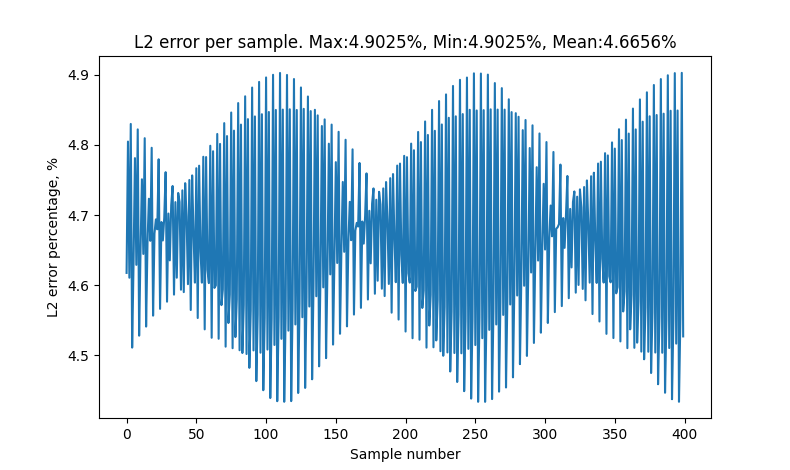 L2 error per sample. Max:4.9025%, Min:4.9025%, Mean:4.6656%
L2 error percentage, %
4.9
4.8
4.7
4.6
4.5
0 50 100 150 200 250 300 350 400
Sample number